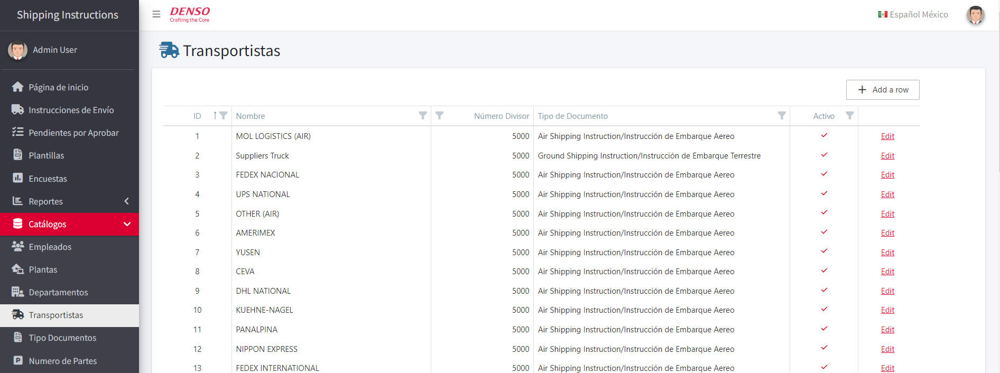 Shipping Instructions
DENSO
Crafting the Core
Español México
Admin User
Transportistas
Página de inicio
Instrucciones de Envío
Pendientes por Aprobar
Plantillas
Encuestas
Reportes
Catálogos
Empleados
Plantas
Departamentos
Transportistas
Tipo Documentos
P Numero de Partes
+ Add a row
ID ↑ Nombre Número Divisor Tipo de Documento Activo
1 MOL LOGISTICS (AIR) 5000 Air Shipping Instruction/Instrucción de Embarque Aereo ✓ Edit
2 Suppliers Truck 5000 Ground Shipping Instruction/Instrucción de Embarque Terrestre ✓ Edit
3 FEDEX NACIONAL 5000 Air Shipping Instruction/Instrucción de Embarque Aereo ✓ Edit
4 UPS NATIONAL 5000 Air Shipping Instruction/Instrucción de Embarque Aereo ✓ Edit
5 OTHER (AIR) 5000 Air Shipping Instruction/Instrucción de Embarque Aereo ✓ Edit
6 AMERIMEX 5000 Air Shipping Instruction/Instrucción de Embarque Aereo ✓ Edit
7 YUSEN 5000 Air Shipping Instruction/Instrucción de Embarque Aereo ✓ Edit
8 CEVA 5000 Air Shipping Instruction/Instrucción de Embarque Aereo ✓ Edit
9 DHL NATIONAL 5000 Air Shipping Instruction/Instrucción de Embarque Aereo ✓ Edit
10 KUEHNE-NAGEL 5000 Air Shipping Instruction/Instrucción de Embarque Aereo ✓ Edit
11 PANALPINA 5000 Air Shipping Instruction/Instrucción de Embarque Aereo ✓ Edit
12 NIPPON EXPRESS 5000 Air Shipping Instruction/Instrucción de Embarque Aereo ✓ Edit
13 FEDEX INTERNATIONAL 5000 Air Shipping Instruction/Instrucción de Embarque Aereo ✓ Edit